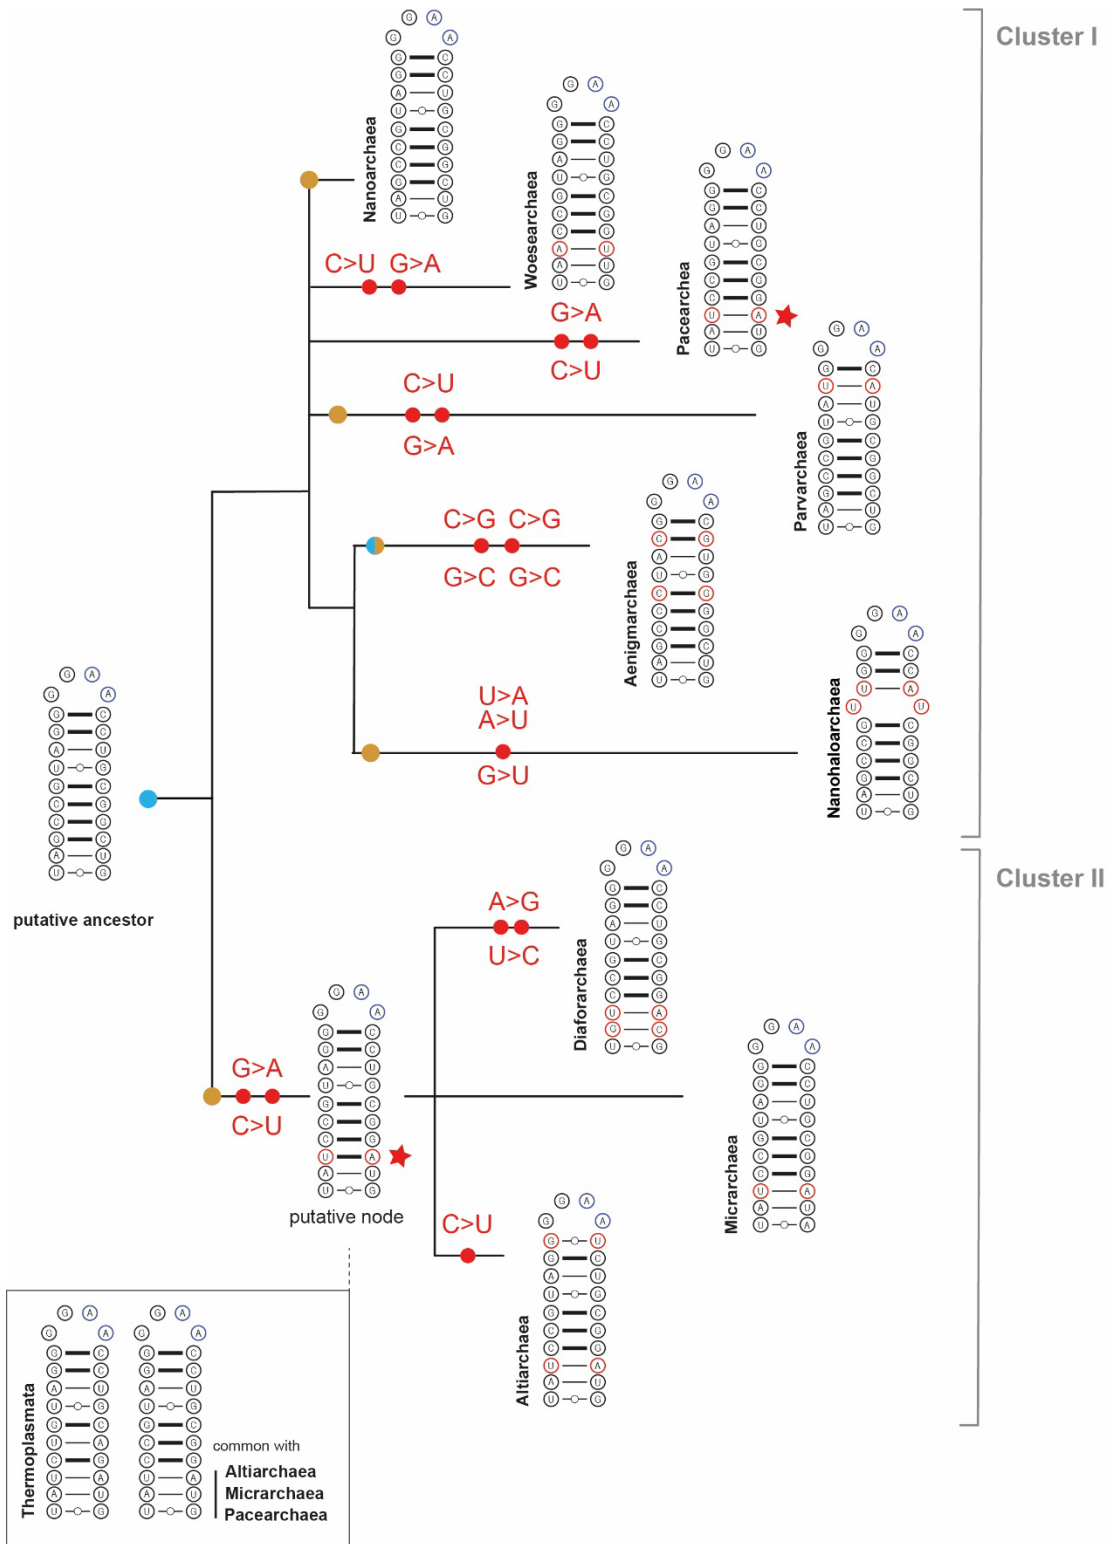 Cluster I
G A
G A
G C
G C
A U
U G
G C
C G
C G
G C
A U
U G
Nanoarchaea
G A
G A
G C
G C
A U
U G
G C
C G
C G
A U
A U
U G
Woesearchaea
C>U G>A
G A
G A
G C
G C
A U
U G
G C
C G
C G
U A
A U
U G
Pacearchea
G>A
C>U
G A
G A
G C
U A
A U
U G
G C
C G
C G
G C
A U
U G
Parvarchaea
C>U
G>A
G A
G A
G C
C G
A U
U G
C G
C G
C G
G C
A U
U G
Aenigmarchaea
C>G C>G
G>C G>C
G A
G A
G C
G C
U A
U U
G C
C G
C G
G C
A U
U G
Nanohaloarchaea
U>A
A>U
G>U
G A
G A
G C
G C
A U
U G
G C
C G
C G
G C
A U
U G
putative ancestor
Cluster II
G A
G A
G C
G C
A U
U G
G C
C G
C G
U A
G C
U G
Diaforarchaea
A>G
U>C
G A
G A
G C
G C
A U
U G
G C
C G
C G
U A
A U
U G
putative node
G>A
C>U
G A
G A
G C
G C
A U
U G
G C
C G
C G
U A
A U
U A
Micrarchaea
C>U
G A
G A
G U
G C
A U
U G
G C
C G
C G
U A
A U
U G
Altiarchaea
G A
G A
G C
G C
A U
U G
G C
U A
C G
U A
A U
U G
Thermoplasmata
G A
G A
G C
G C
A U
U G
G C
C G
C G
U A
A U
U G
common with
Altiarchaea
Micrarchaea
Pacearchaea